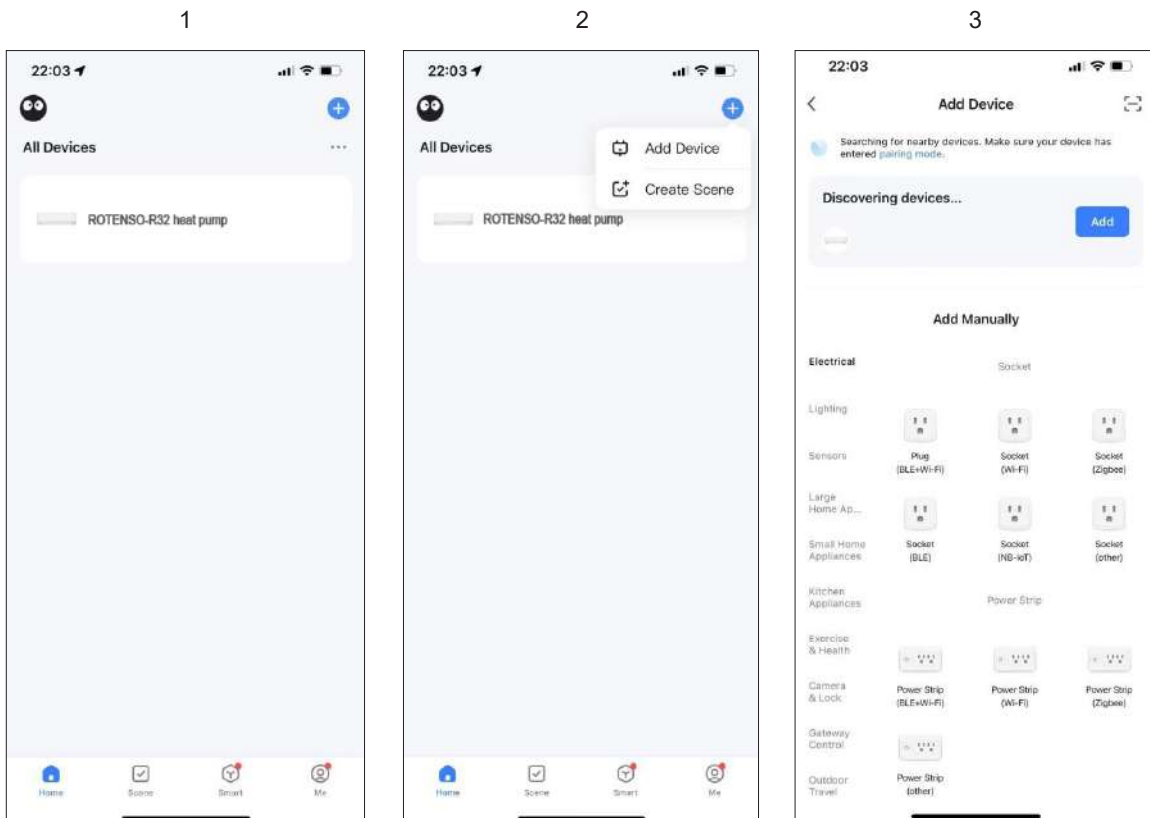 1
22:03
All Devices
ROTENSO-R32 heat pump
Home
Scene
Smart
Me
2
22:03
Add Device
All Devices
Create Scene
ROTENSO-R32 heat pump
Home
Scene
Smart
Me
3
22:03
Add Device
Searching for nearby devices. Make sure your device has
entered pairing mode.
Discovering devices...
Add
Add Manually
Electrical
Lighting
Sensors
Large
Home Ap...
Small Home
Appliances
Kitchen
Appliances
Exercise
& Health
Camera
& Lock
Gateway
Control
Outdoor
Travel
Socket
Plug
(BLE+Wi-Fi)
Socket
(Wi-Fi)
Socket
(Zigbee)
Socket
(BLE)
Socket
(NB-IoT)
Socket
(other)
Power Strip
Power Strip
(BLE+Wi-Fi)
Power Strip
(Wi-Fi)
Power Strip
(Zigbee)
Power Strip
(other)